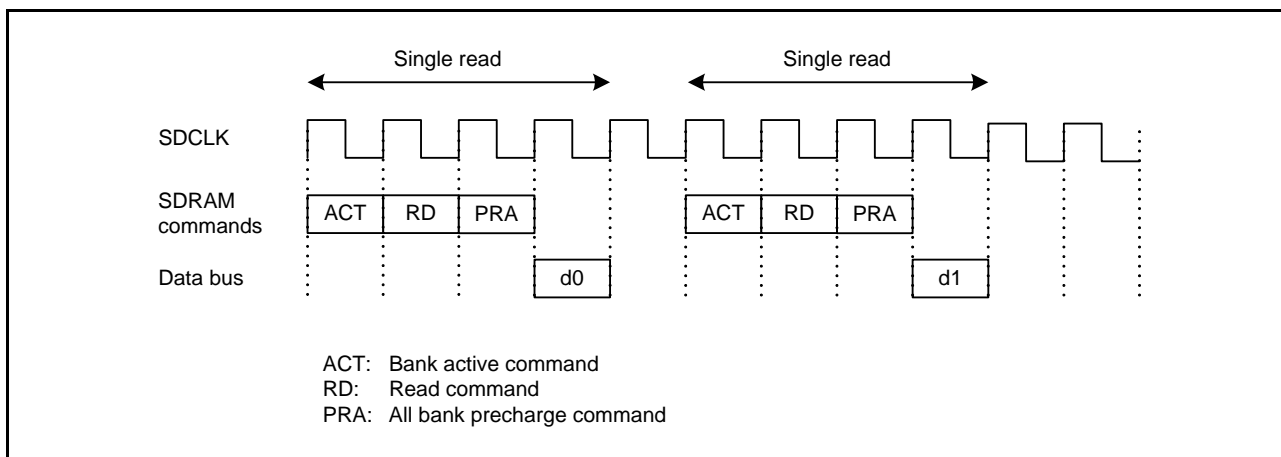 Single read Single read
SDCLK
SDRAM
commands
ACT RD PRA ACT RD PRA
Data bus
d0 d1
ACT: Bank active command
RD: Read command
PRA: All bank precharge command